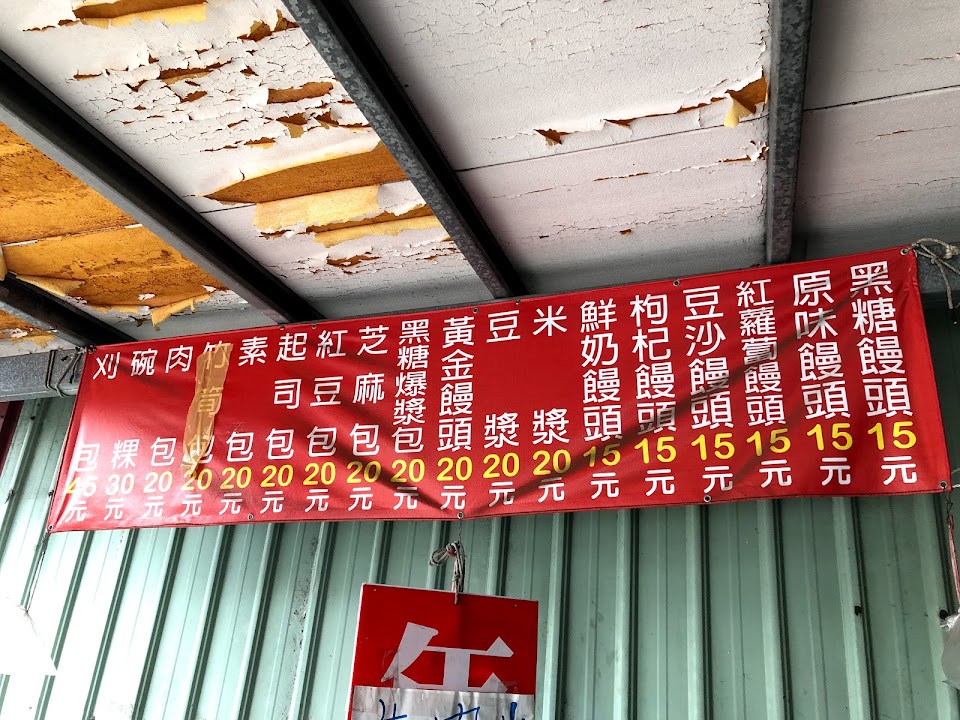 黑糖饅頭15元
原味饅頭15元
紅蘿蔔饅頭15元
豆沙饅頭15元
枸杞饅頭15元
鮮奶饅頭15元
米漿20元
豆漿20元
黃金饅頭20元
黑糖爆漿包20元
芝麻包20元
紅豆包20元
起司包20元
素包20元
竹筍包20元
肉包20元
碗粿30元
刈包45元